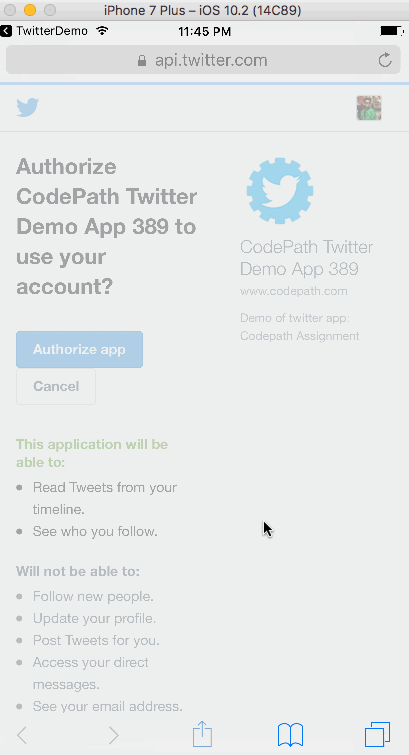 iPhone 7 Plus – iOS 10.2 (14C89)
TwitterDemo
11:45 PM
api.twitter.com
Authorize
CodePath Twitter
Demo App 389 to
use your
account?
Authorize app
Cancel
CodePath Twitter
Demo App 389
www.codepath.com
Demo of twitter app:
Codepath Assignment
This application will be
able to:
Read Tweets from your
timeline.
See who you follow.
Will not be able to:
Follow new people.
Update your profile.
Post Tweets for you.
Access your direct
messages.
See your email address.